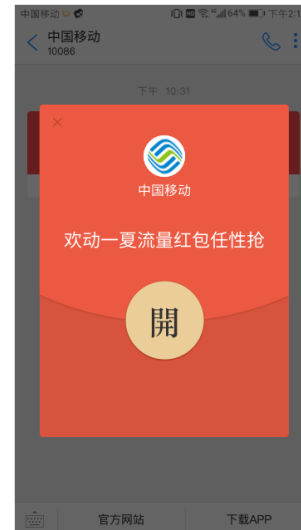 中国移动
64% 下午2:1
中国移动
10086
下午 10:31
中国移动
欢动一夏流量红包任性抢
開
官方网站
下载APP